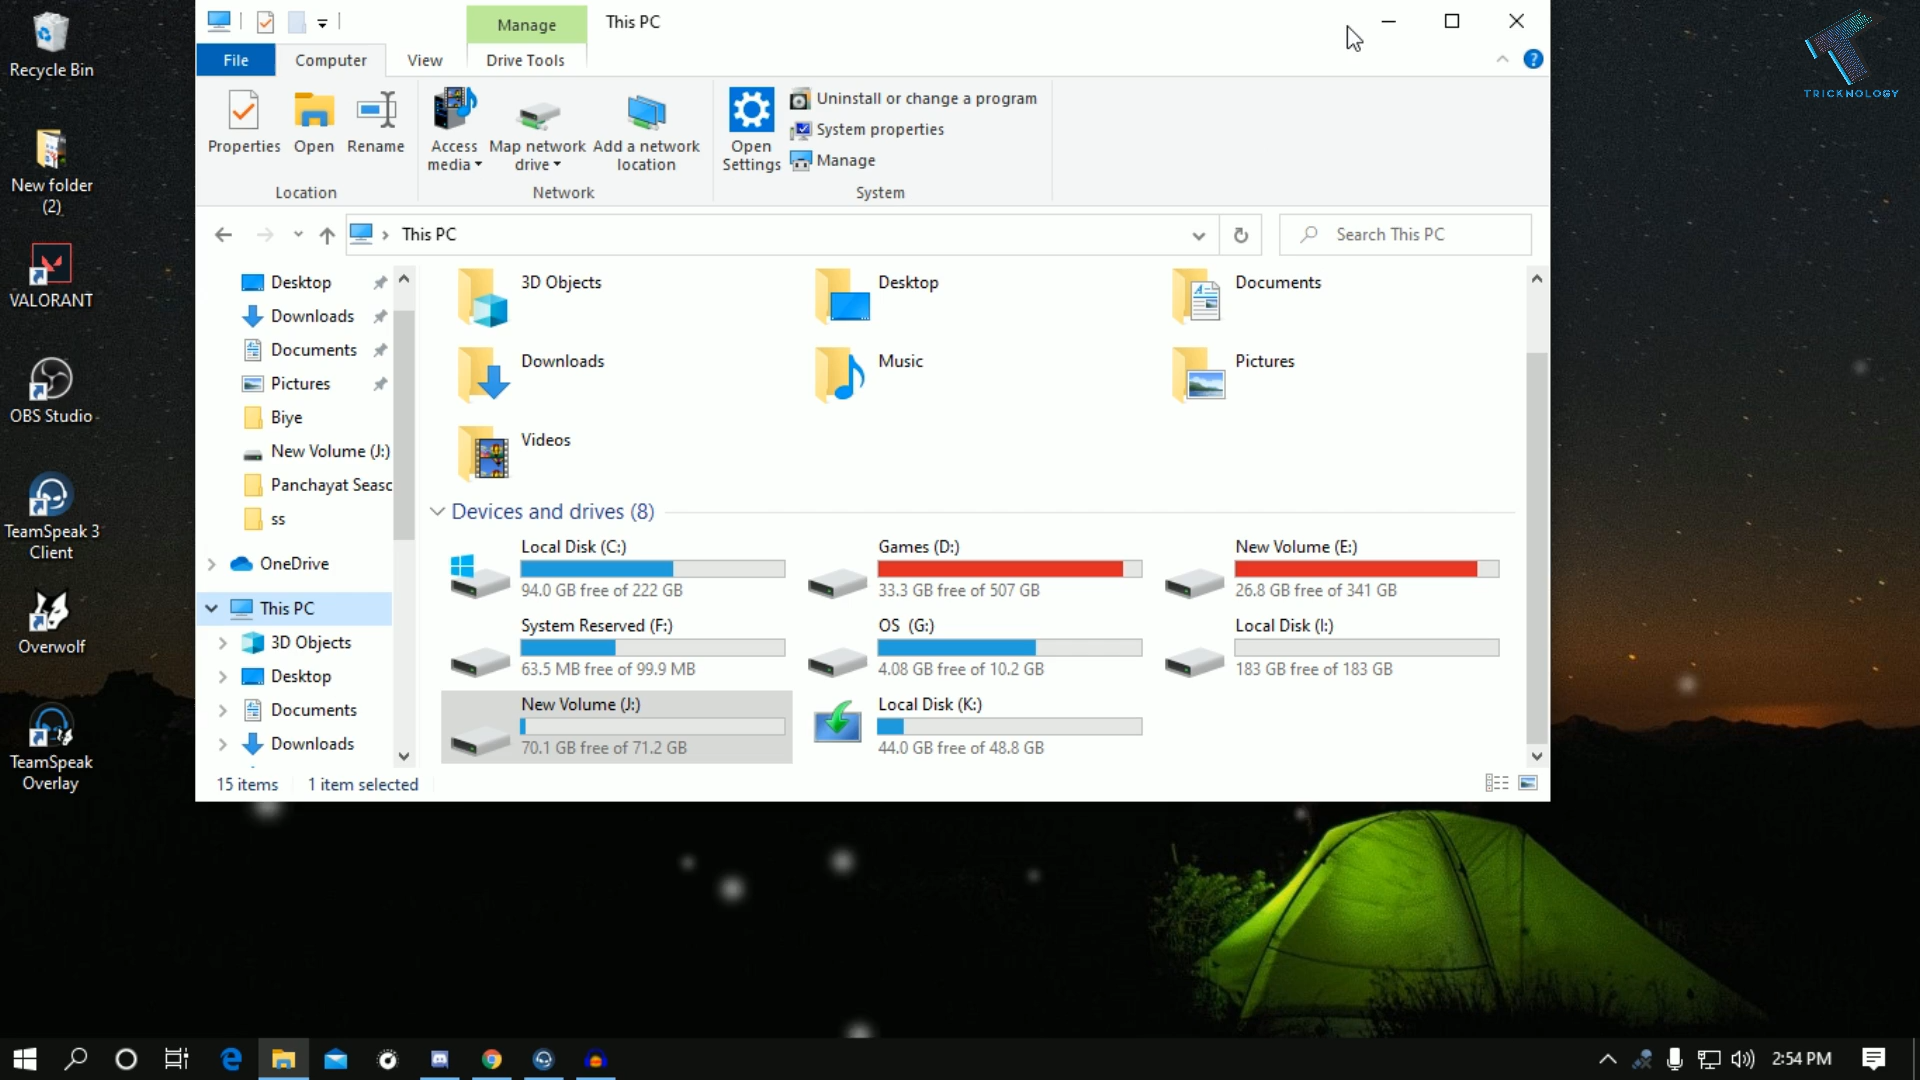 Recycle Bin
New folder
(2)
VALORANT
OBS Studio
TeamSpeak 3
Client
Overwolf
TeamSpeak
Overlay
Manage
This PC
File
Computer
View
Drive Tools
Properties
Open
Rename
Location
Access
media
Map network
drive
Add a network
location
Network
Open
Settings
Uninstall or change a program
System properties
Manage
System
This PC
Search This PC
Desktop
Downloads
Documents
Pictures
Biye
New Volume (J:)
Panchayat Seasc
ss
OneDrive
This PC
3D Objects
Desktop
Documents
Downloads
3D Objects
Desktop
Documents
Downloads
Music
Pictures
Videos
Devices and drives (8)
Local Disk (C:)
94.0 GB free of 222 GB
Games (D:)
33.3 GB free of 507 GB
New Volume (E:)
26.8 GB free of 341 GB
System Reserved (F:)
63.5 MB free of 99.9 MB
OS (G:)
4.08 GB free of 10.2 GB
Local Disk (I:)
183 GB free of 183 GB
New Volume (J:)
70.1 GB free of 71.2 GB
Local Disk (K:)
44.0 GB free of 48.8 GB
15 items
1 item selected
TRICKNOLOGY
2:54 PM